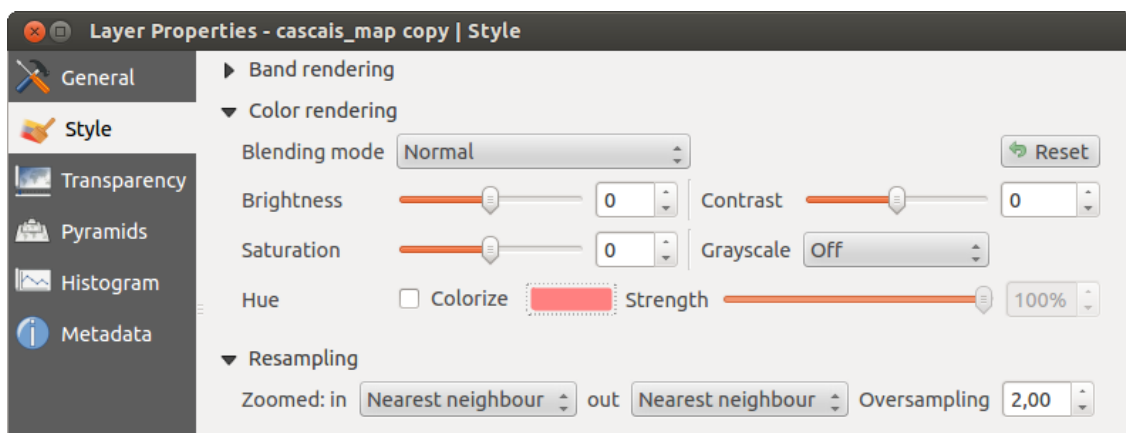 Layer Properties - cascais_map copy | Style
General
Style
Transparency
Pyramids
Histogram
Metadata
Band rendering
Color rendering
Blending mode Normal Reset
Brightness 0 Contrast 0
Saturation 0 Grayscale Off
Hue Colorize Strength 100%
Resampling
Zoomed: in Nearest neighbour out Nearest neighbour Oversampling 2,00